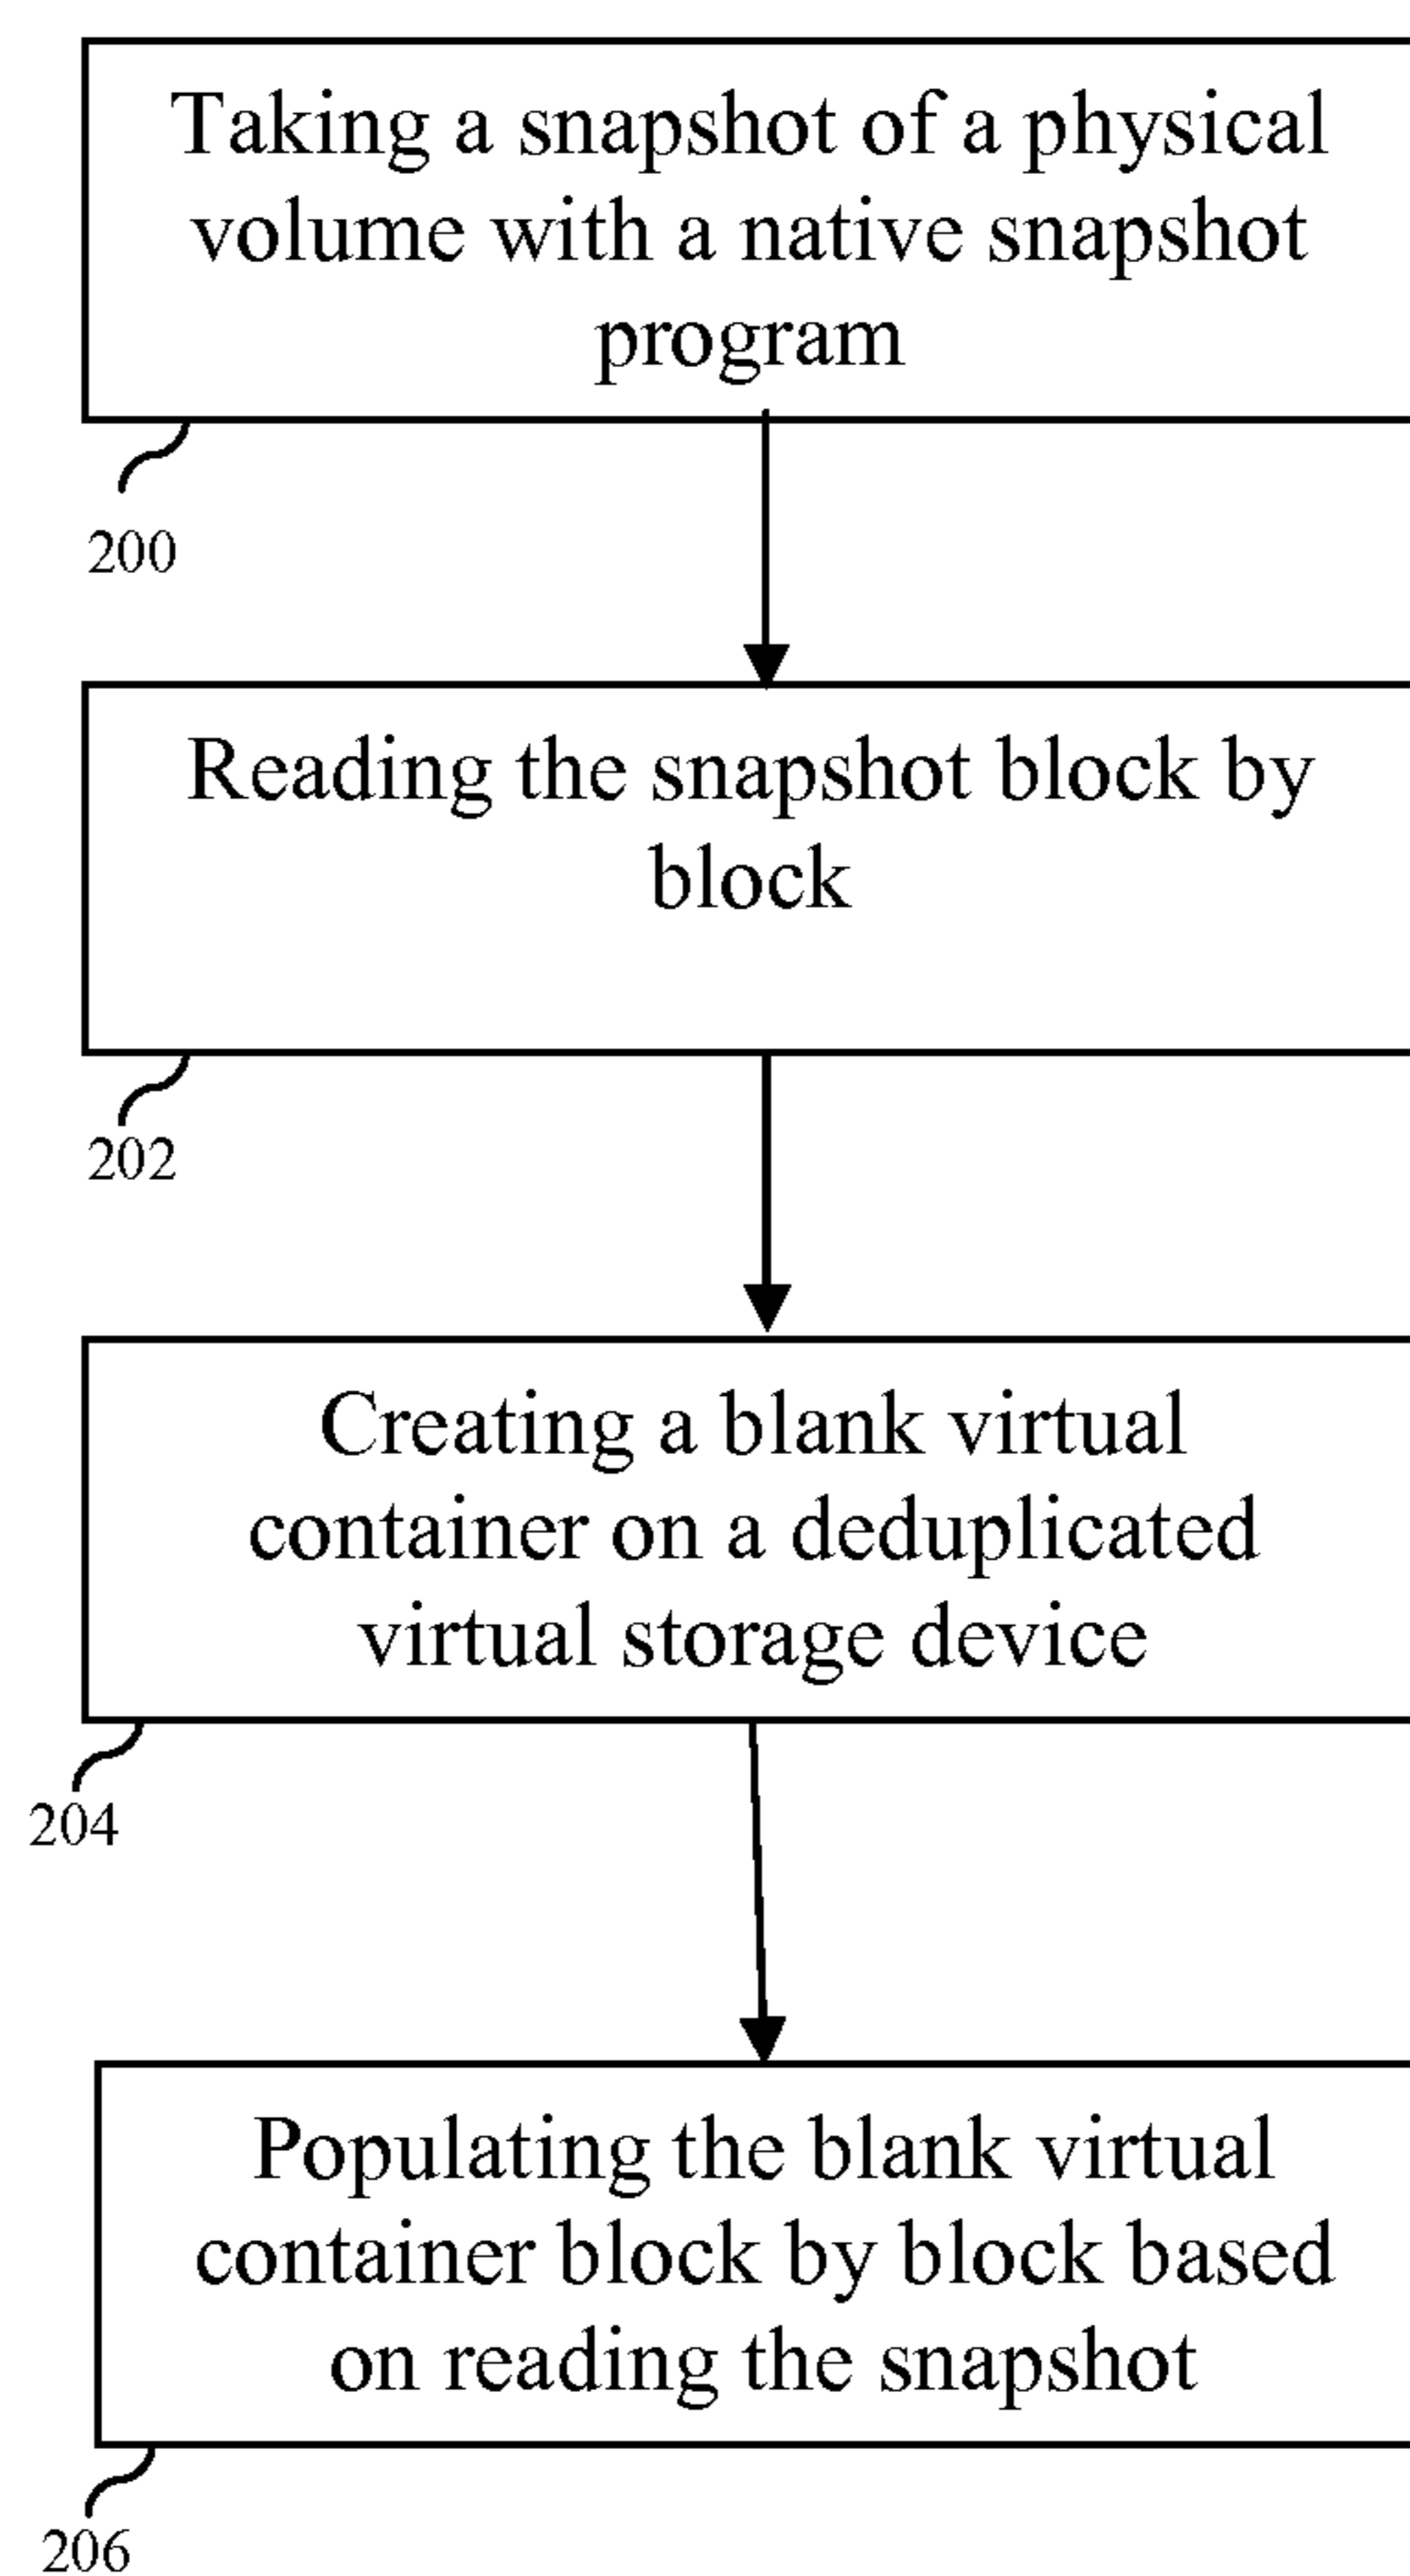 Taking a snapshot of a physical
volume with a native snapshot
program
200
Reading the snapshot block by
block
202
Creating a blank virtual
container on a deduplicated
virtual storage device
204
Populating the blank virtual
container block by block based
on reading the snapshot
206